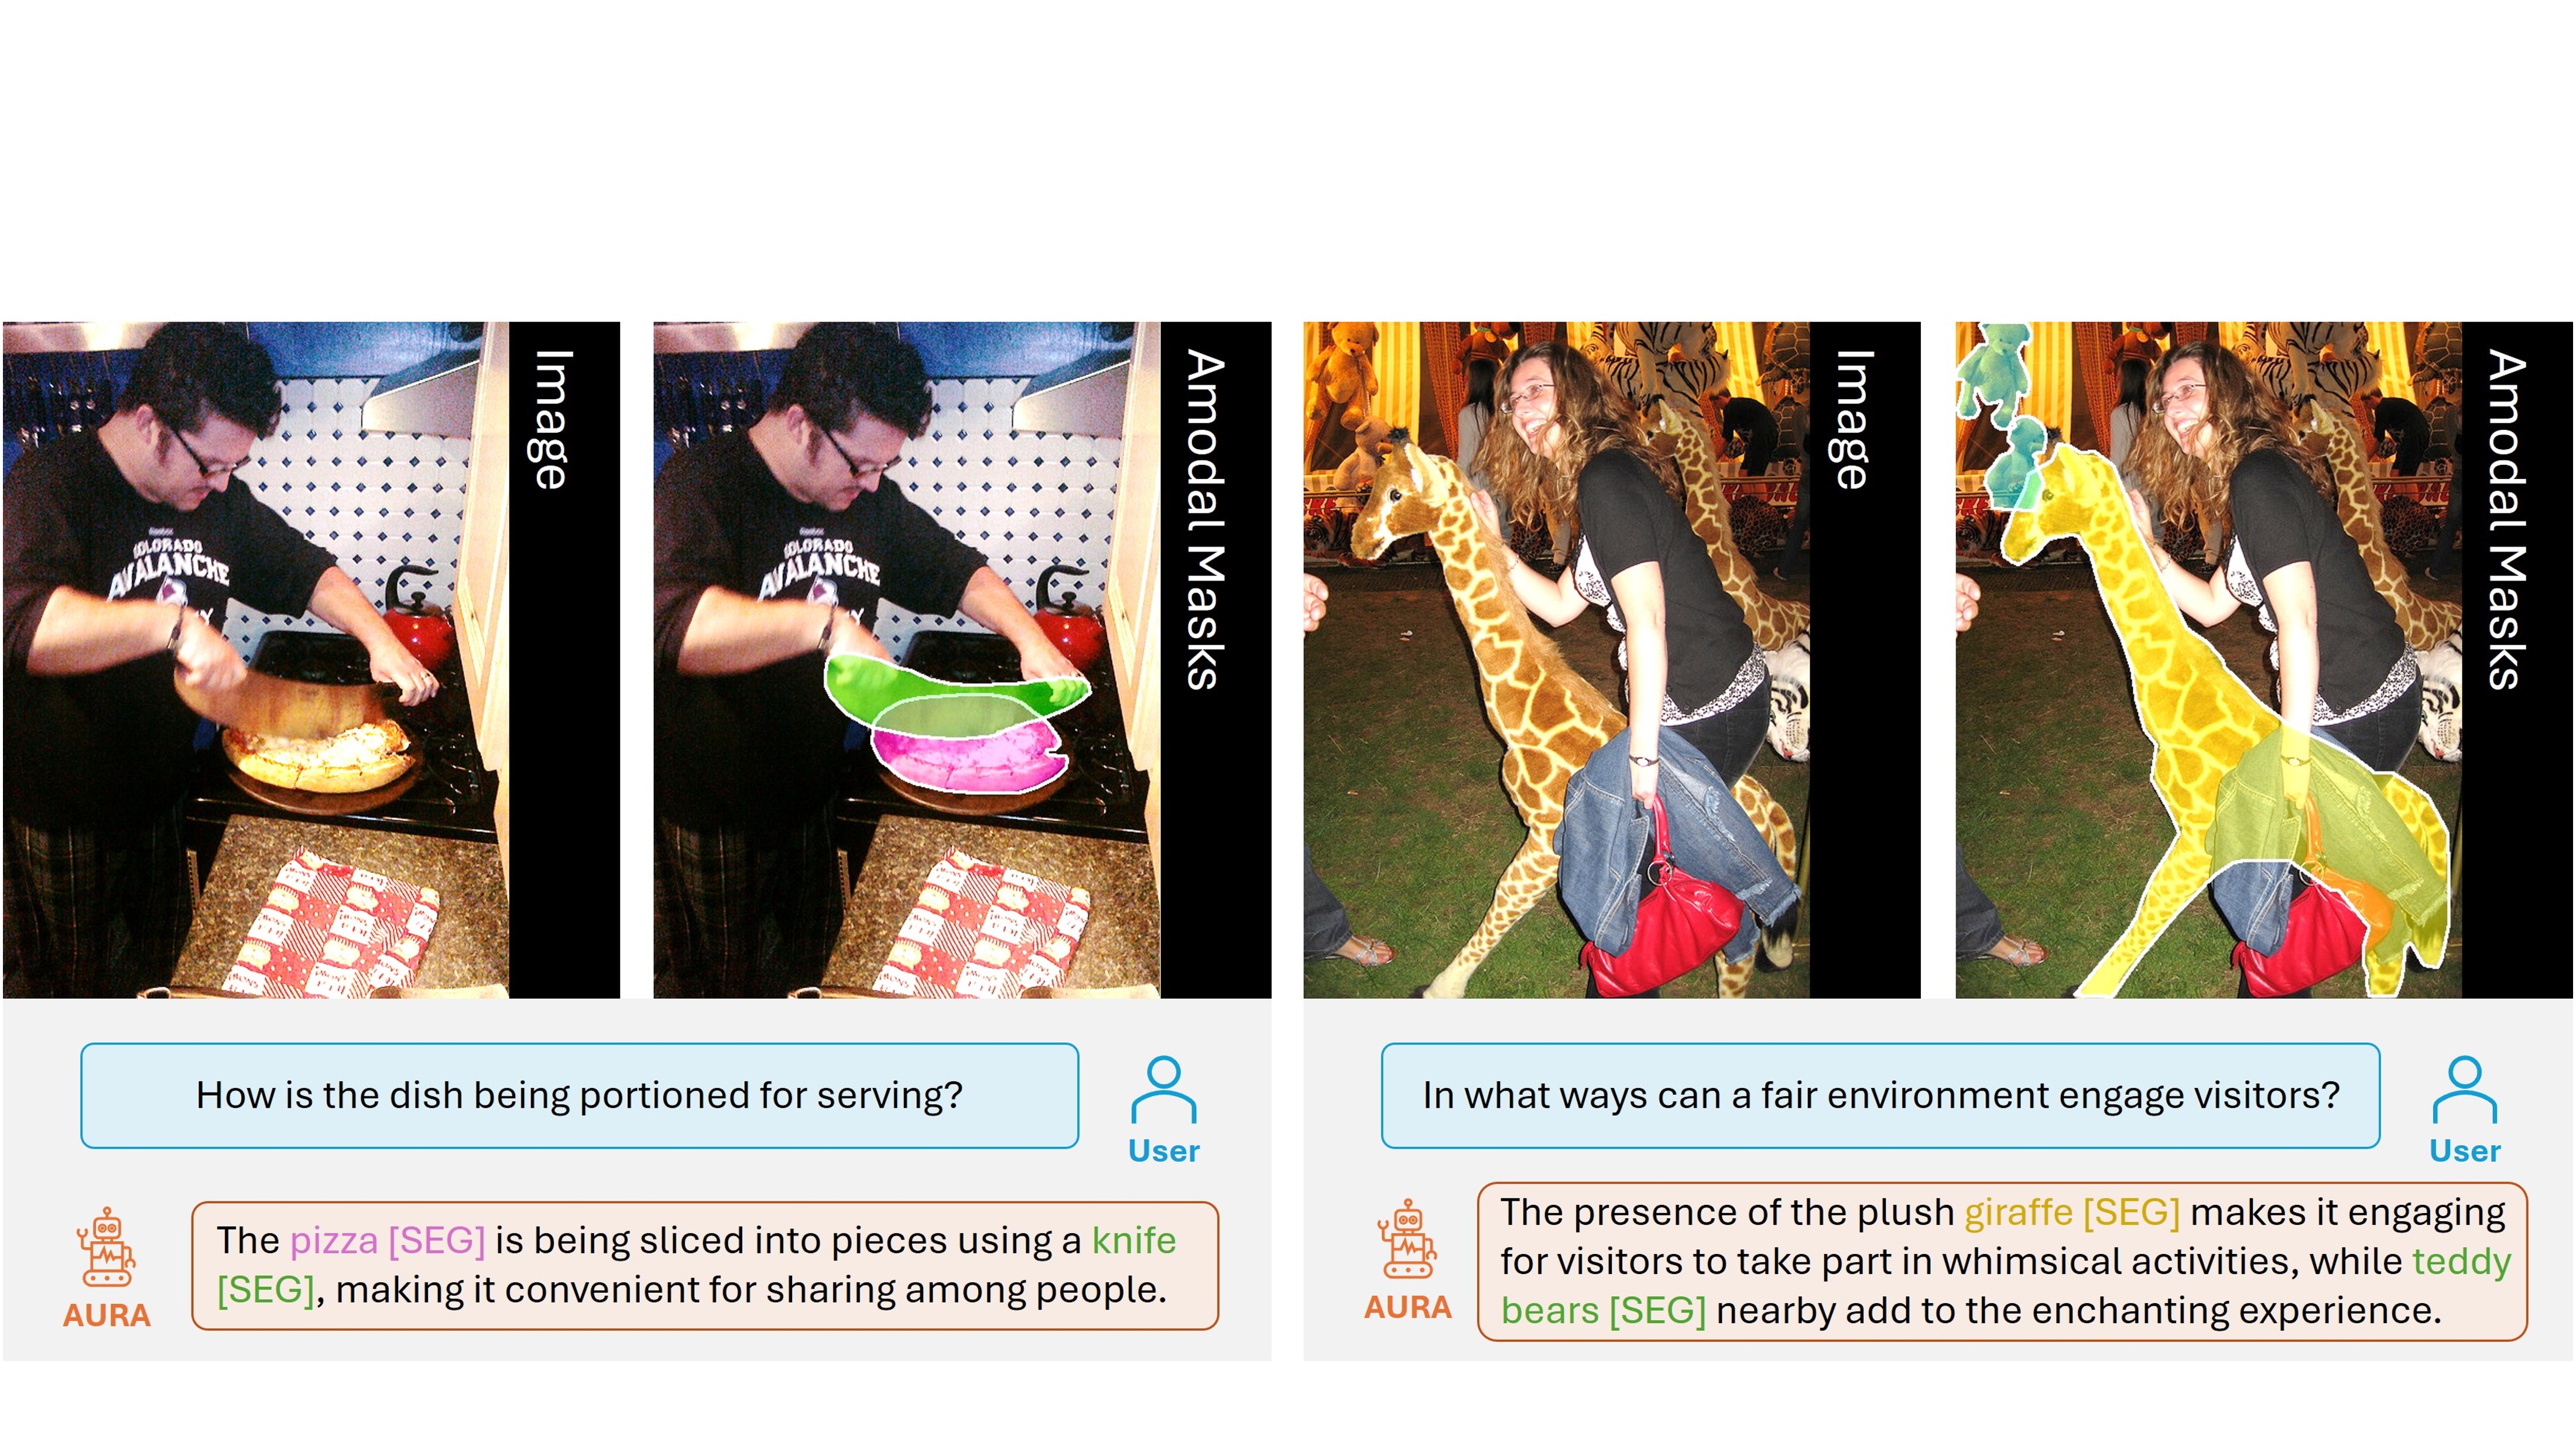 Image
Amodal Masks
Reebok
COLORADO
AVALANCHE
How is the dish being portioned for serving?
User
The pizza [SEG] is being sliced into pieces using a knife
[SEG], making it convenient for sharing among people.
AURA
Image
Amodal Masks
In what ways can a fair environment engage visitors?
User
The presence of the plush giraffe [SEG] makes it engaging
for visitors to take part in whimsical activities, while teddy
bears [SEG] nearby add to the enchanting experience.
AURA